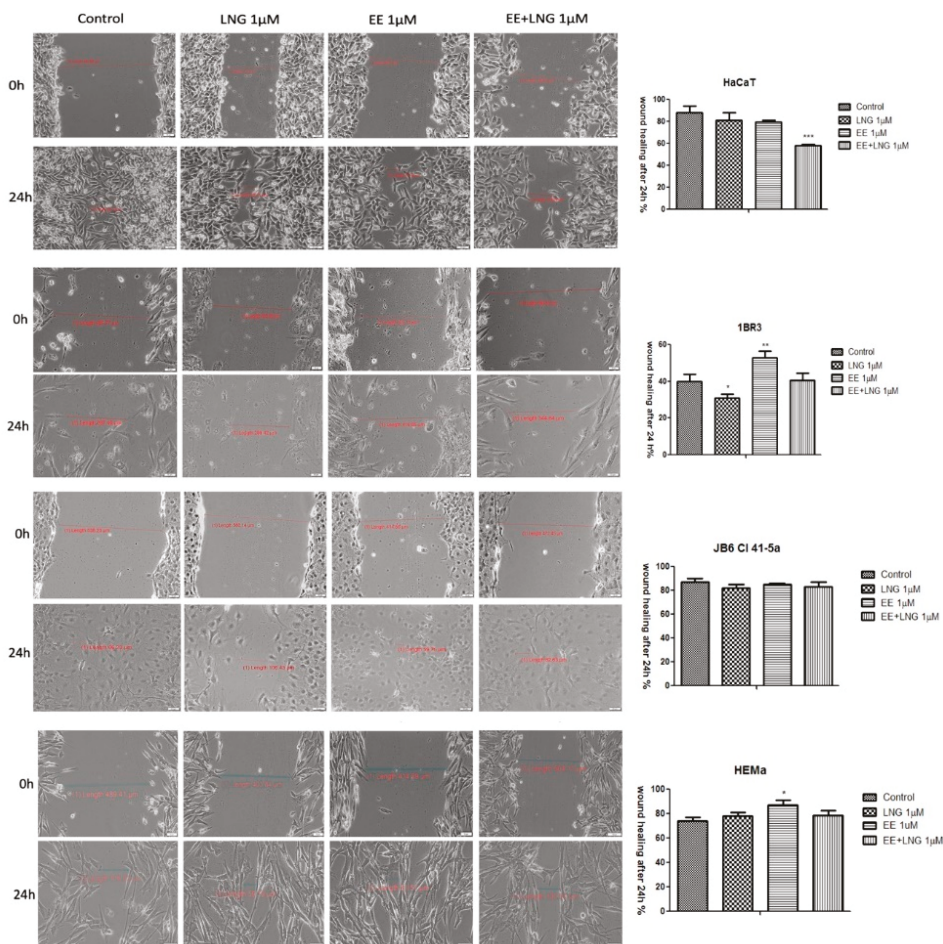 Control LNG 1µM EE 1µM EE+LNG 1µM
0h
24h
HaCaT
wound healing after 24h %
100
80
60
40
20
0
***
Control
LNG 1µM
EE 1µM
EE+LNG 1µM
0h
24h
1BR3
wound healing after 24 h%
60
40
20
0
*
**
Control
LNG 1µM
EE 1µM
EE+LNG 1µM
0h
24h
JB6 Cl 41-5a
wound healing after 24h %
100
80
60
40
20
0
Control
LNG 1µM
EE 1µM
EE+LNG 1µM
0h
24h
HEMa
wound healing after 24h %
100
80
60
40
20
0
*
Control
LNG 1µM
EE 1uM
EE+LNG 1µM